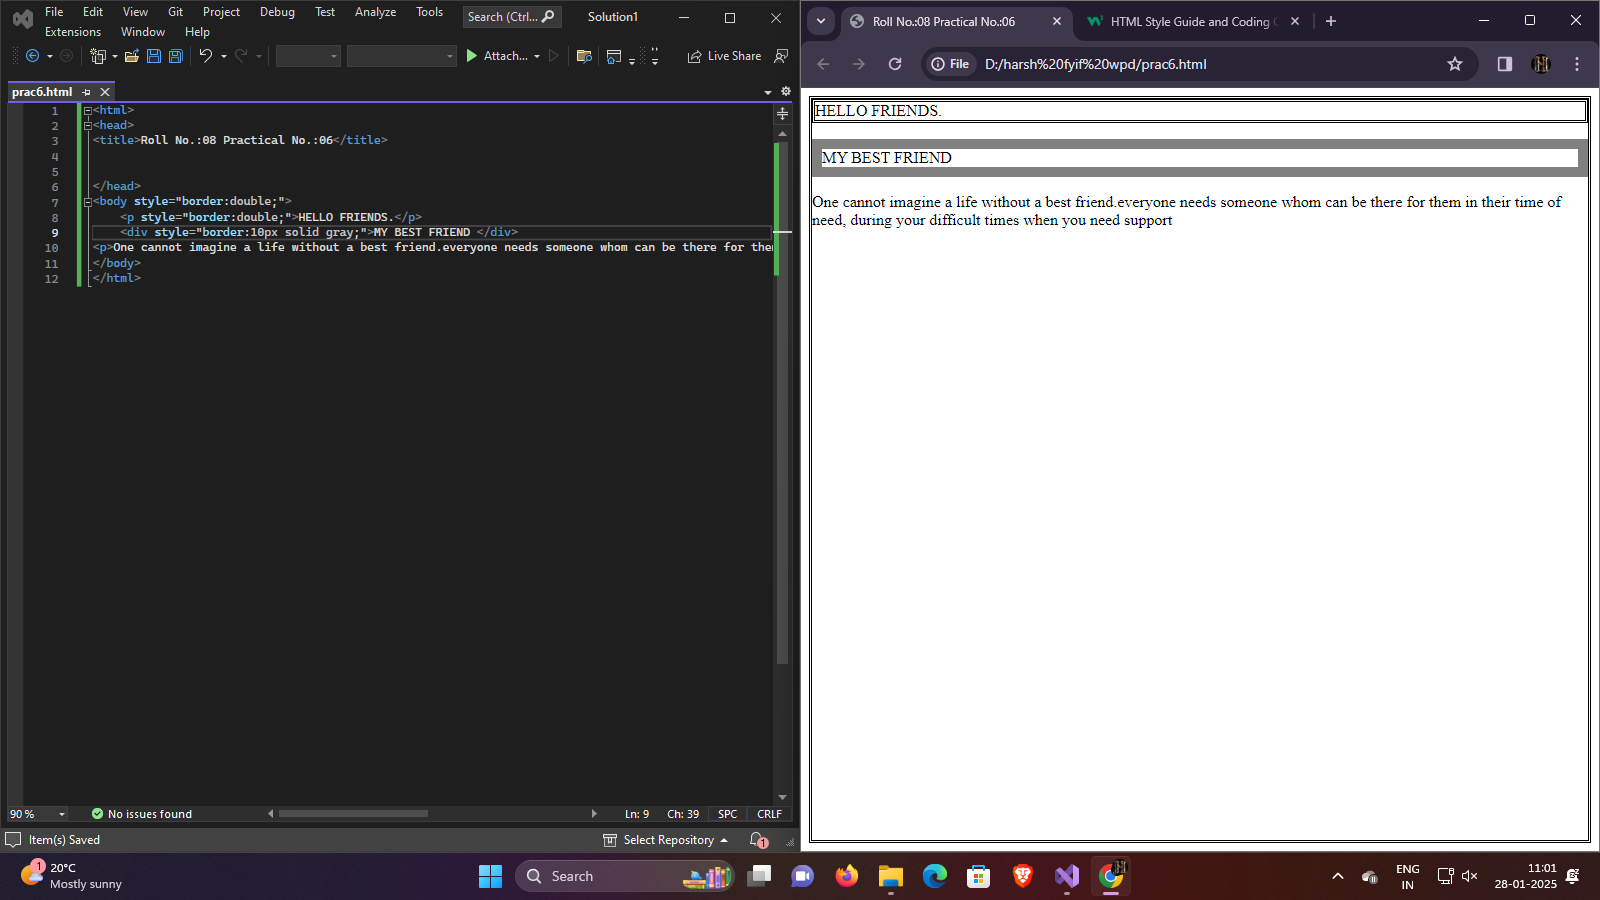 File Edit View Git Project Debug Test Analyze Tools Search (Ctrl... Solution1
Extensions Window Help
Attach... Live Share
prac6.html
1 <html>
2 <head>
3 <title>Roll No.:08 Practical No.:06</title>
4
5
6 </head>
7 <body style="border:double;">
8 <p style="border:double;">HELLO FRIENDS.</p>
9 <div style="border:10px solid gray;">MY BEST FRIEND </div>
10 <p>One cannot imagine a life without a best friend.everyone needs someone whom can be there for them
11 </body>
12 </html>
90 % No issues found Ln: 9 Ch: 39 SPC CRLF
Item(s) Saved Select Repository 1
Roll No.:08 Practical No.:06 HTML Style Guide and Coding
File D:/harsh%20fyif%20wpd/prac6.html
HELLO FRIENDS.
MY BEST FRIEND
One cannot imagine a life without a best friend.everyone needs someone whom can be there for them in their time of
need, during your difficult times when you need support
1 20°C
Mostly sunny
Search
ENG
IN
11:01
28-01-2025